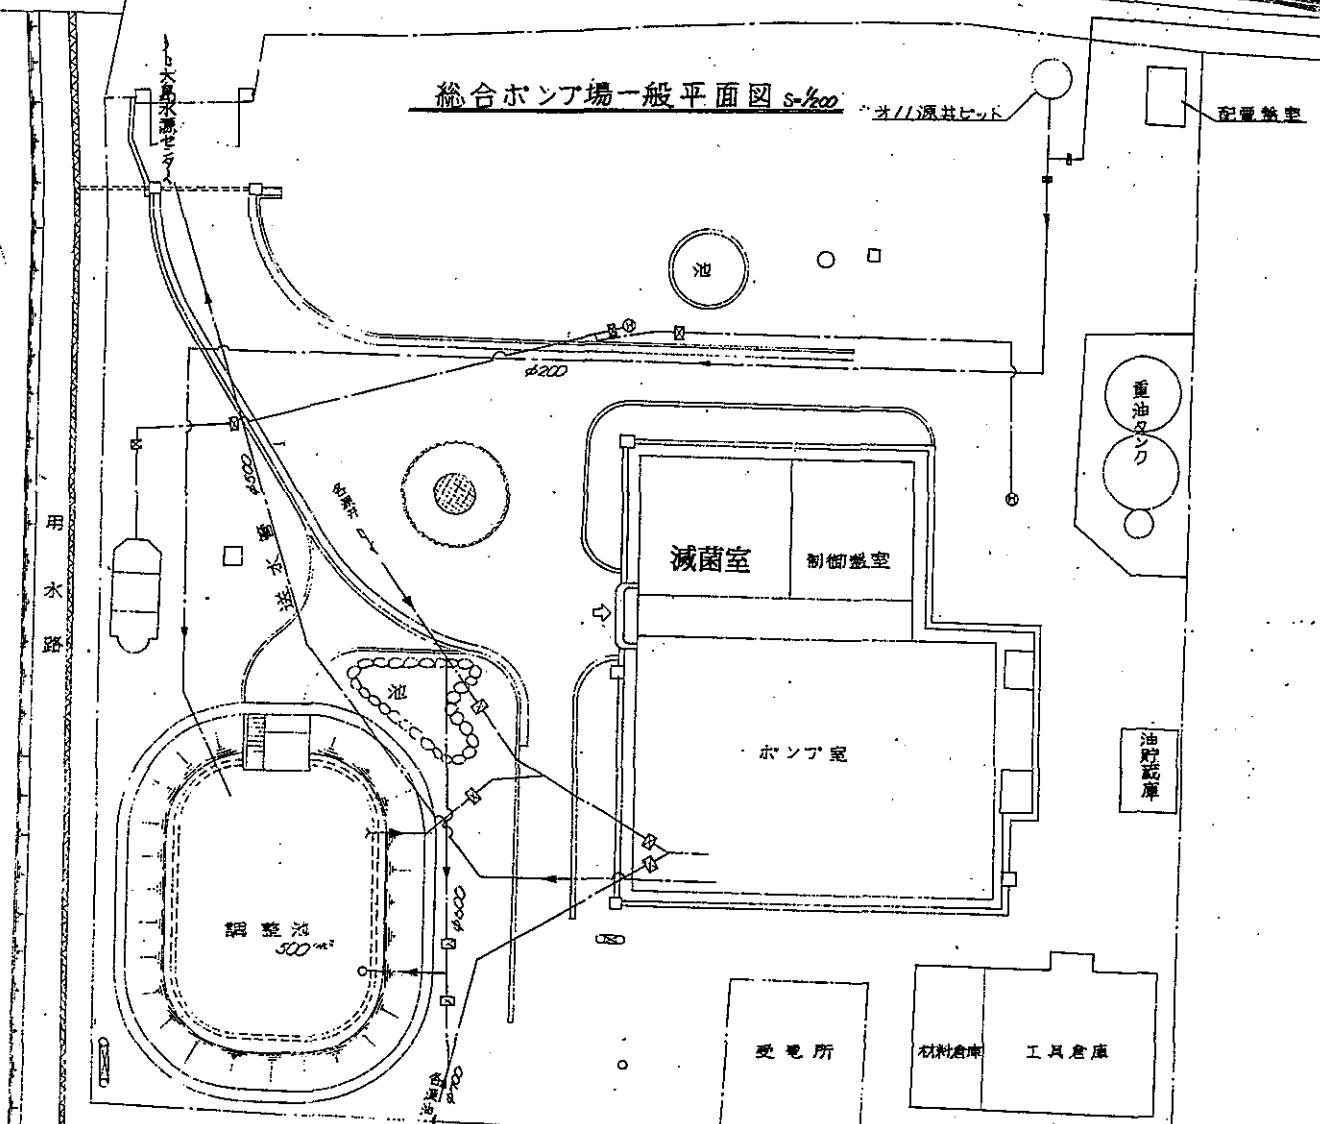 総合ポンプ場一般平面図 S=1/200
オ11源井ピット
配電盤室
大島水源センターへ
池
φ200
重油タンク
φ500
送水管
用水路
滅菌室
制御盤室
池
ポンプ室
油貯蔵庫
調整池
500m³
φ600
受電所
材料倉庫
工具倉庫
φ700